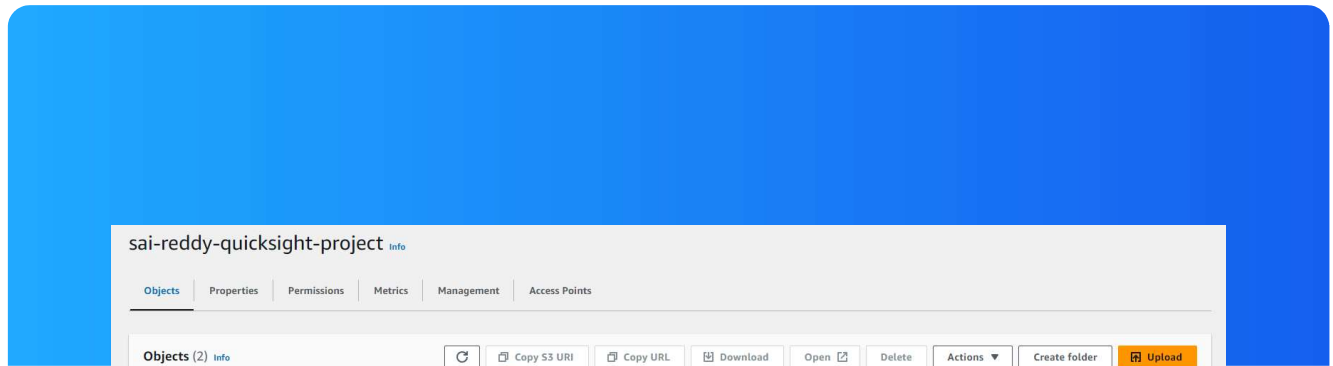 sai-reddy-quicksight-project Info
Objects Properties Permissions Metrics Management Access Points
Objects (2) Info Copy S3 URI Copy URL Download Open Delete Actions Create folder Upload